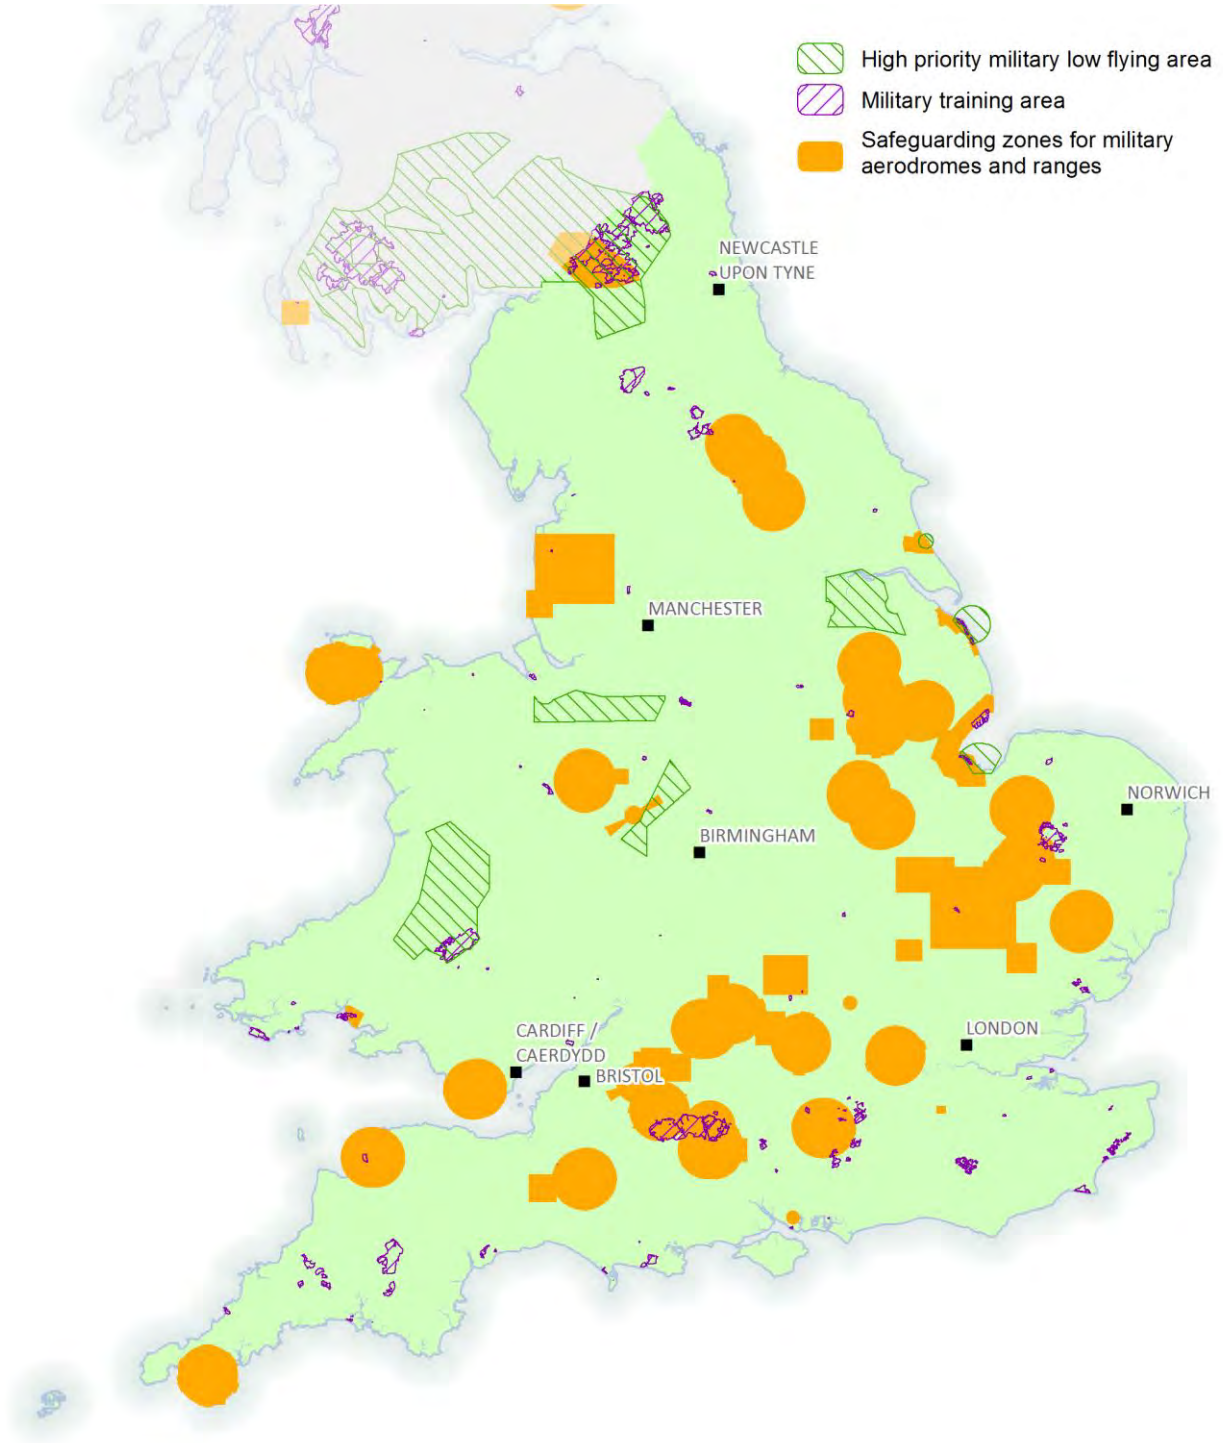 High priority military low flying area
Military training area
Safeguarding zones for military
aerodromes and ranges
NEWCASTLE
UPON TYNE
MANCHESTER
NORWICH
BIRMINGHAM
CARDIFF /
CAERDYDD
BRISTOL
LONDON